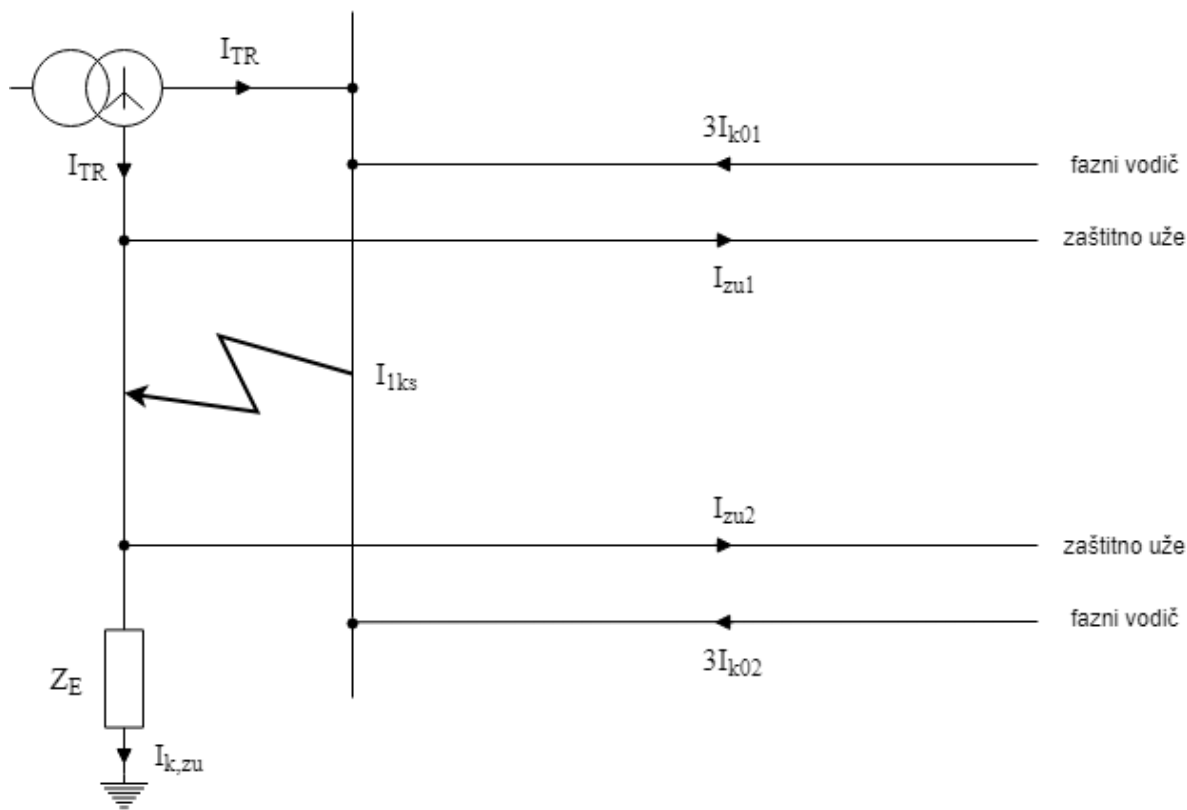 I_TR
I_TR
3I_k01
fazni vodič
zaštitno uže
I_zu1
I_1ks
I_zu2
zaštitno uže
fazni vodič
3I_k02
Z_E
I_k,zu